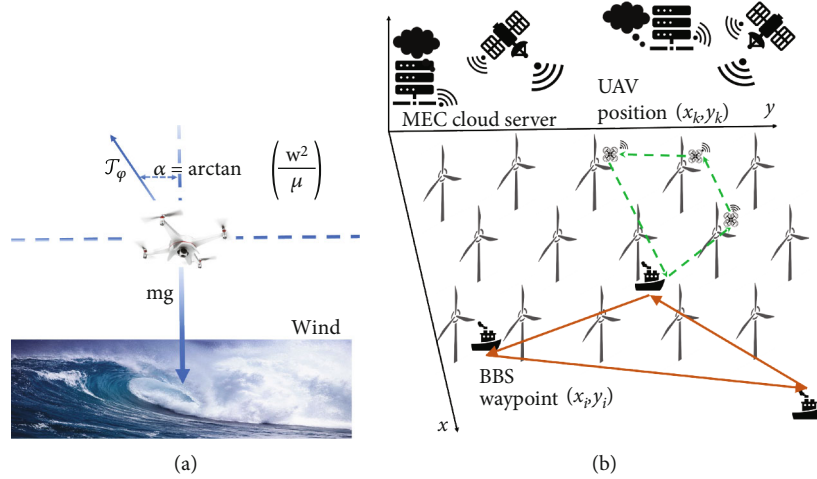 𝒯φ
α = arctan (w²/μ)
mg
Wind
(a)
MEC cloud server
UAV
position (xₖ,yₖ)
y
BBS
waypoint (xᵢ,yᵢ)
x
(b)